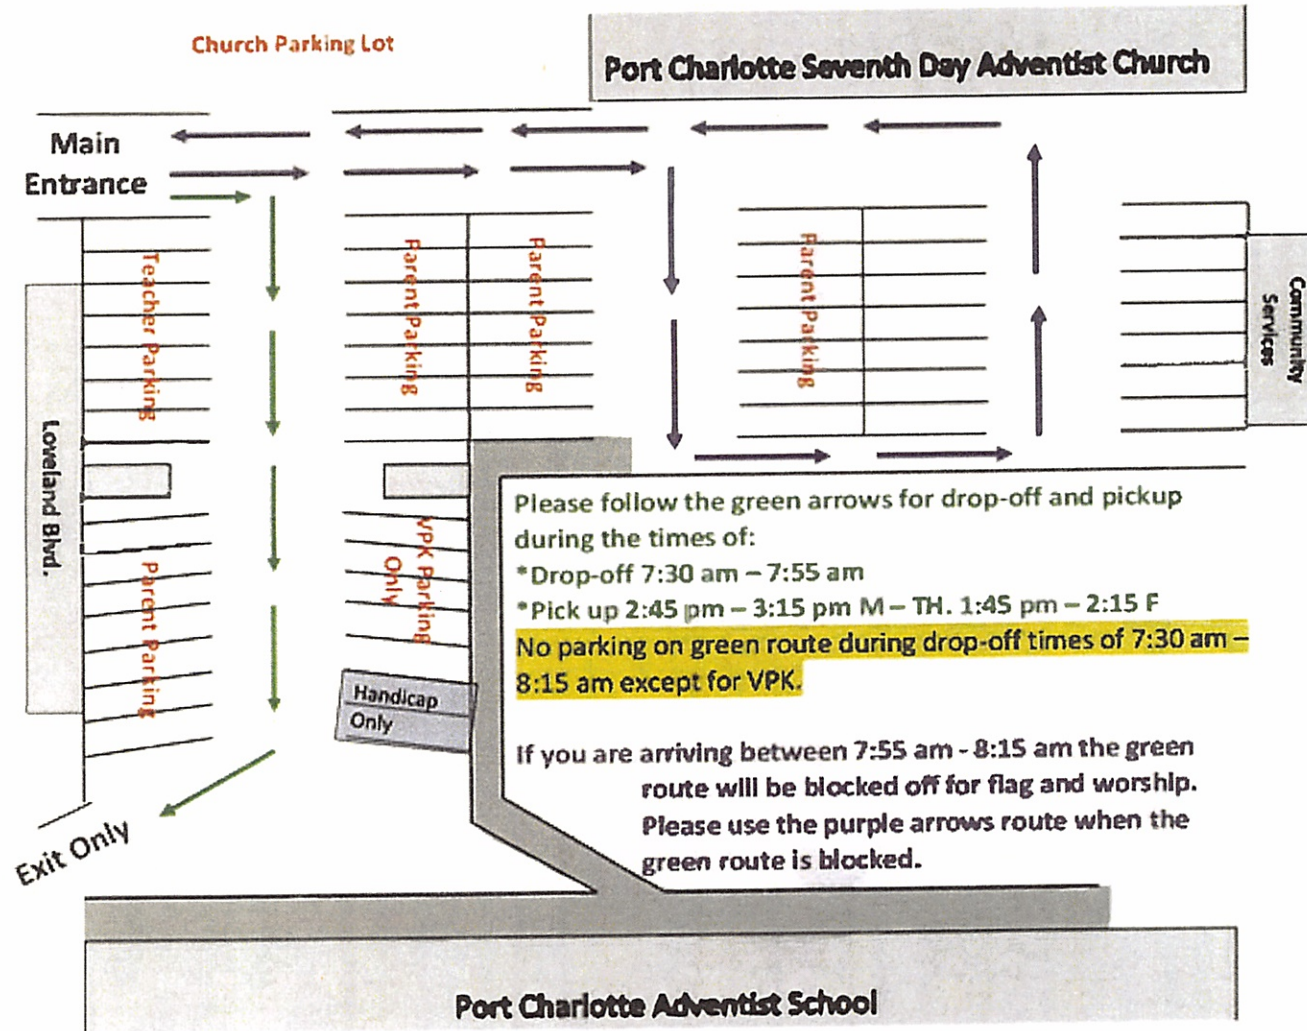 Church Parking Lot
Port Charlotte Seventh Day Adventist Church
Main
Entrance
Teacher Parking
Parent Parking
Parent Parking
Parent Parking
Community
Services
Loveland Blvd.
Parent Parking
VPK Parking
Only
Handicap
Only
Exit Only
Please follow the green arrows for drop-off and pickup
during the times of:
*Drop-off 7:30 am – 7:55 am
*Pick up 2:45 pm – 3:15 pm M – TH. 1:45 pm – 2:15 F
No parking on green route during drop-off times of 7:30 am –
8:15 am except for VPK.
If you are arriving between 7:55 am - 8:15 am the green
route will be blocked off for flag and worship.
Please use the purple arrows route when the
green route is blocked.
Port Charlotte Adventist School